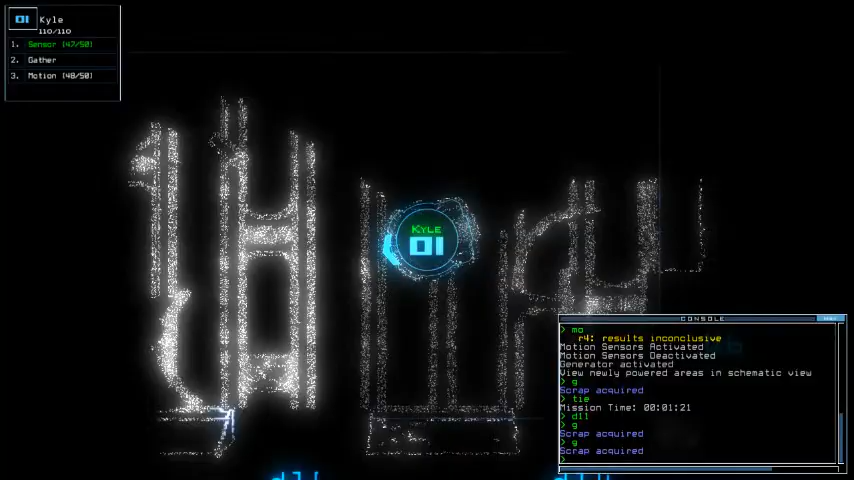 01 Kyle
110/110
1. Sensor (47/50)
2. Gather
3. Motion (48/50)
KYLE
01
CONSOLE
> mo
r4: results inconclusive
Motion Sensors Activated
Motion Sensors Deactivated
Generator activated
View newly powered areas in schematic view
> g
Scrap acquired
> tie
Mission Time: 00:01:21
> d11
> g
Scrap acquired
> g
Scrap acquired
>